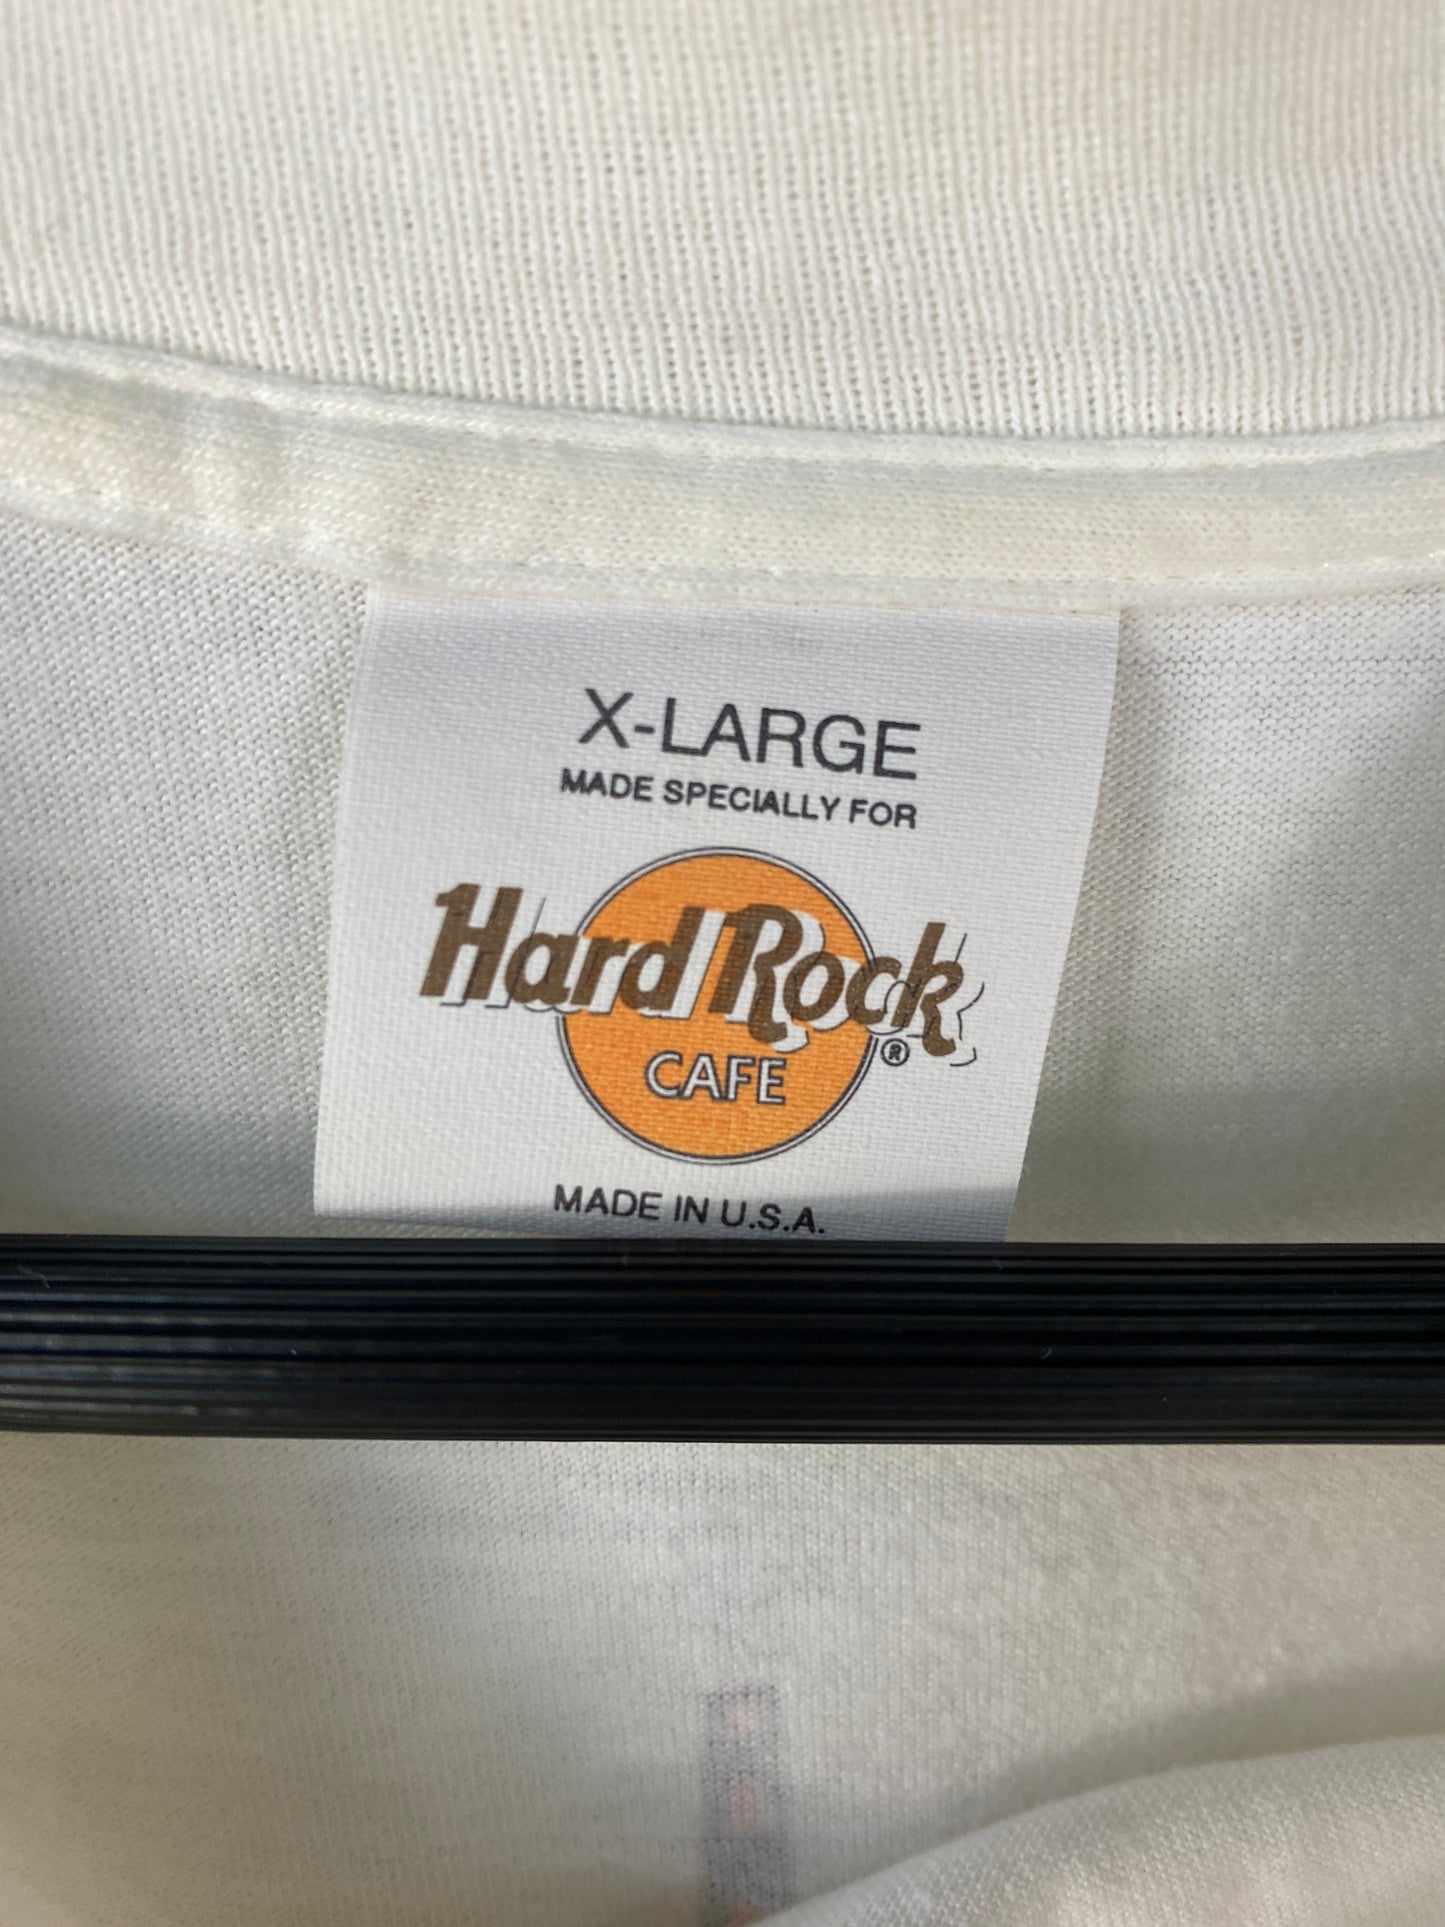 X-LARGE
MADE SPECIALLY FOR
Hard Rock
CAFE
®
MADE IN U.S.A.